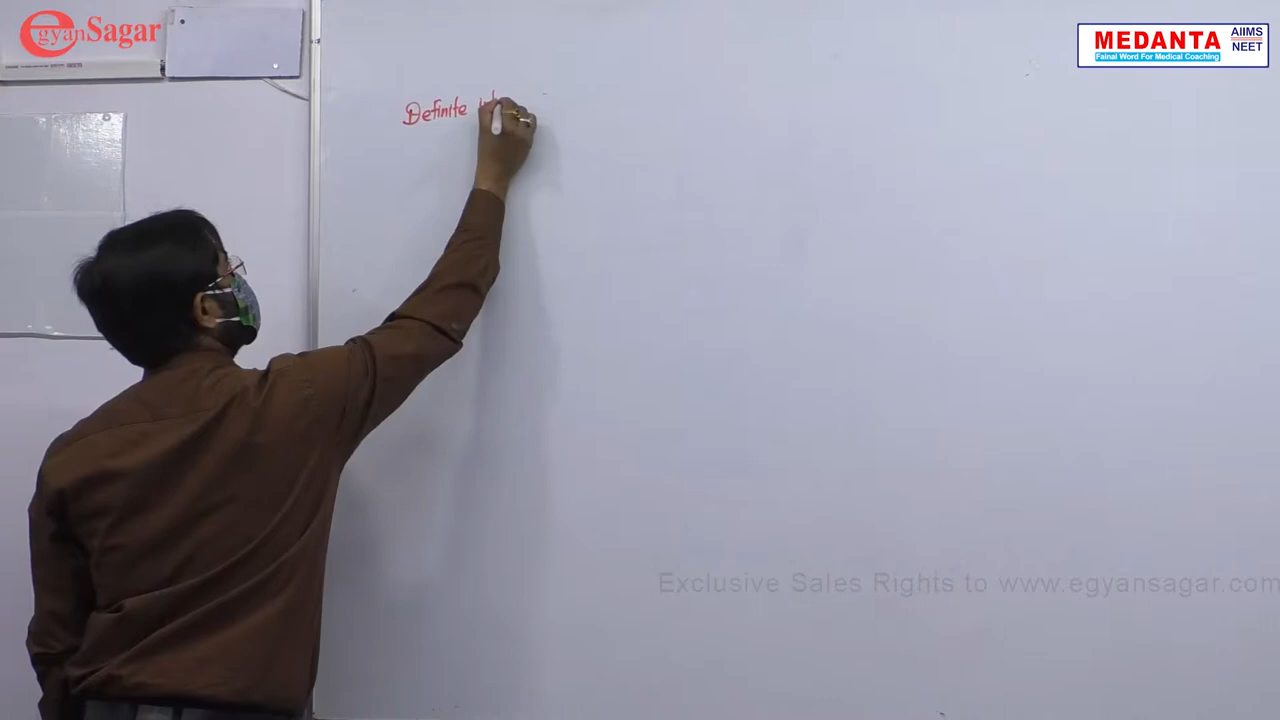 egyanSagar
MEDANTA
AIIMS
NEET
Fainal Word For Medical Coaching
Definite
Exclusive Sales Rights to www.egyansagar.com